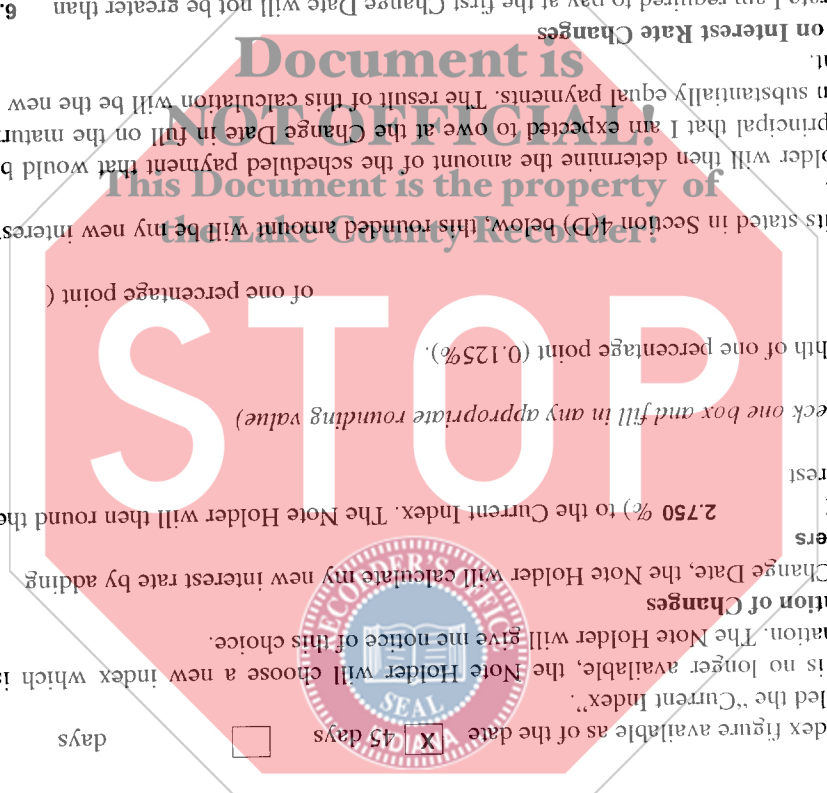 Document is
NOT OFFICIAL!
This Document is the property of
the Lake County Recorder!
STOP
RECORDER'S OFFICE
SEAL
INDIANA
dex figure available as of the date X 45 days days
led the “Current Index”.
is no longer available, the Note Holder will choose a new index which i
nation. The Note Holder will give me notice of this choice.
tion of Changes
Change Date, the Note Holder will calculate my new interest rate by adding
ers
2.750 %) to the Current Index. The Note Holder will then round the
rest
eck one box and fill in any appropriate rounding value)
hth of one percentage point (0.125%).
of one percentage point (
its stated in Section 4(D) below, this rounded amount will be my new interes
older will then determine the amount of the scheduled payment that would b
principal that I am expected to owe at the Change Date in full on the matur
n substantially equal payments. The result of this calculation will be the new
nt.
on Interest Rate Changes
rate I am required to pay at the first Change Date will not be greater than 6.